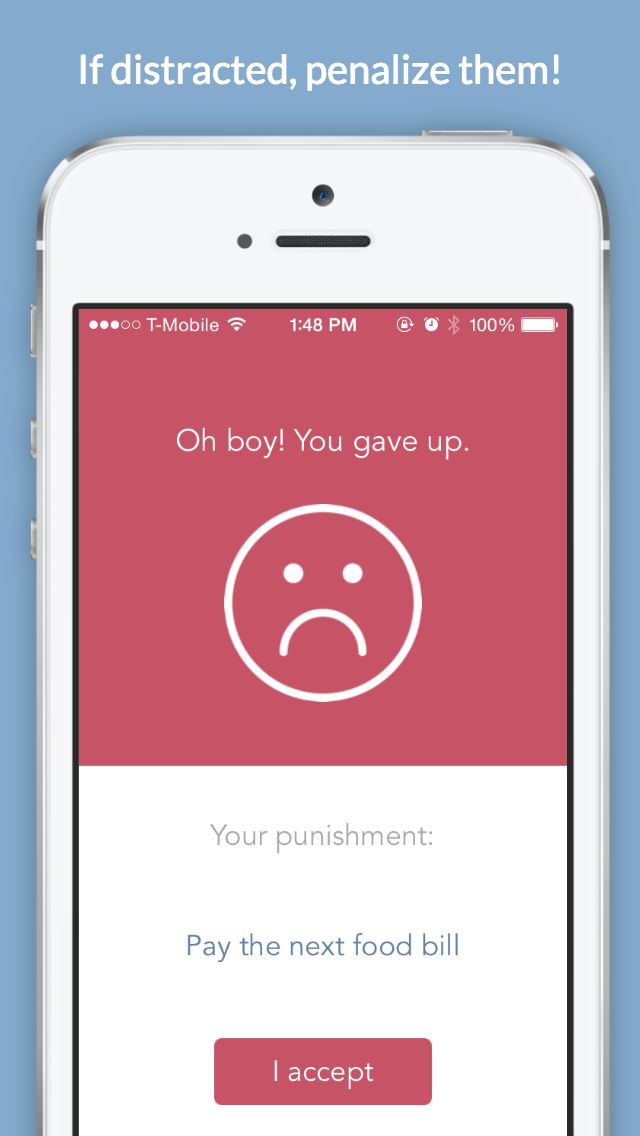 If distracted, penalize them!
T-Mobile 1:48 PM 100%
Oh boy! You gave up.
Your punishment:
Pay the next food bill
I accept